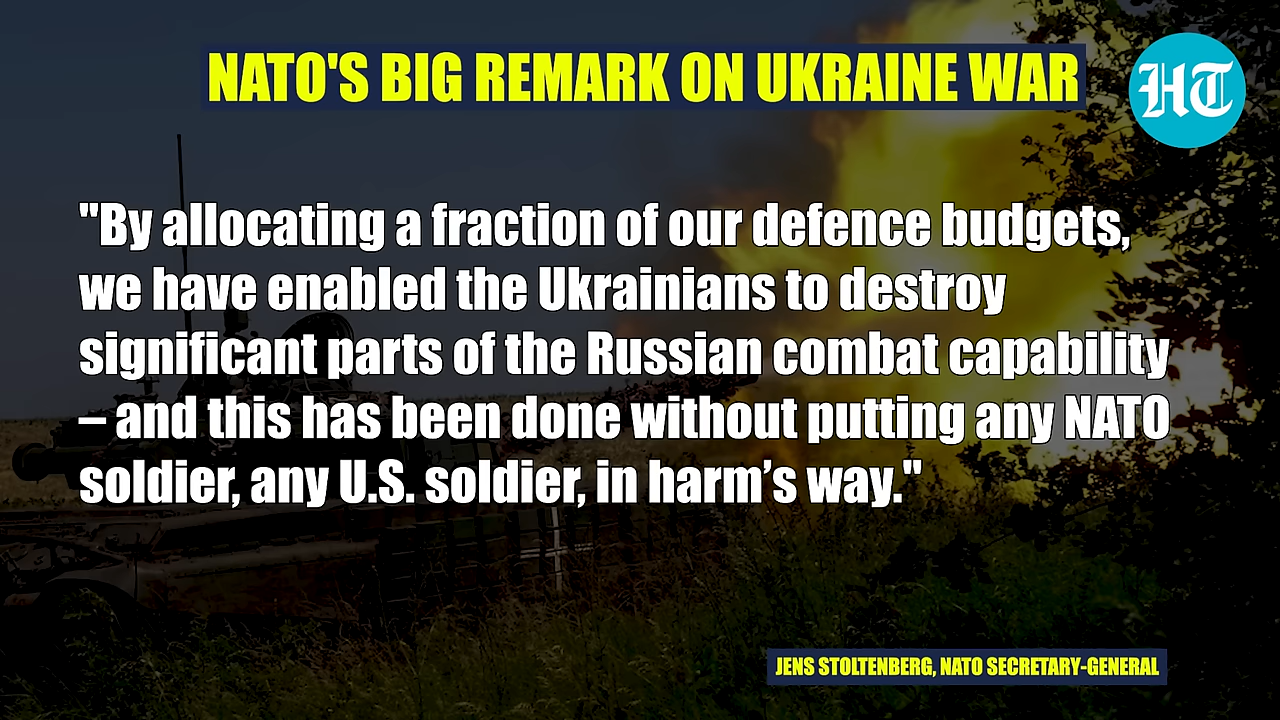 NATO'S BIG REMARK ON UKRAINE WAR
HT
"By allocating a fraction of our defence budgets,
we have enabled the Ukrainians to destroy
significant parts of the Russian combat capability
– and this has been done without putting any NATO
soldier, any U.S. soldier, in harm’s way."
JENS STOLTENBERG, NATO SECRETARY-GENERAL